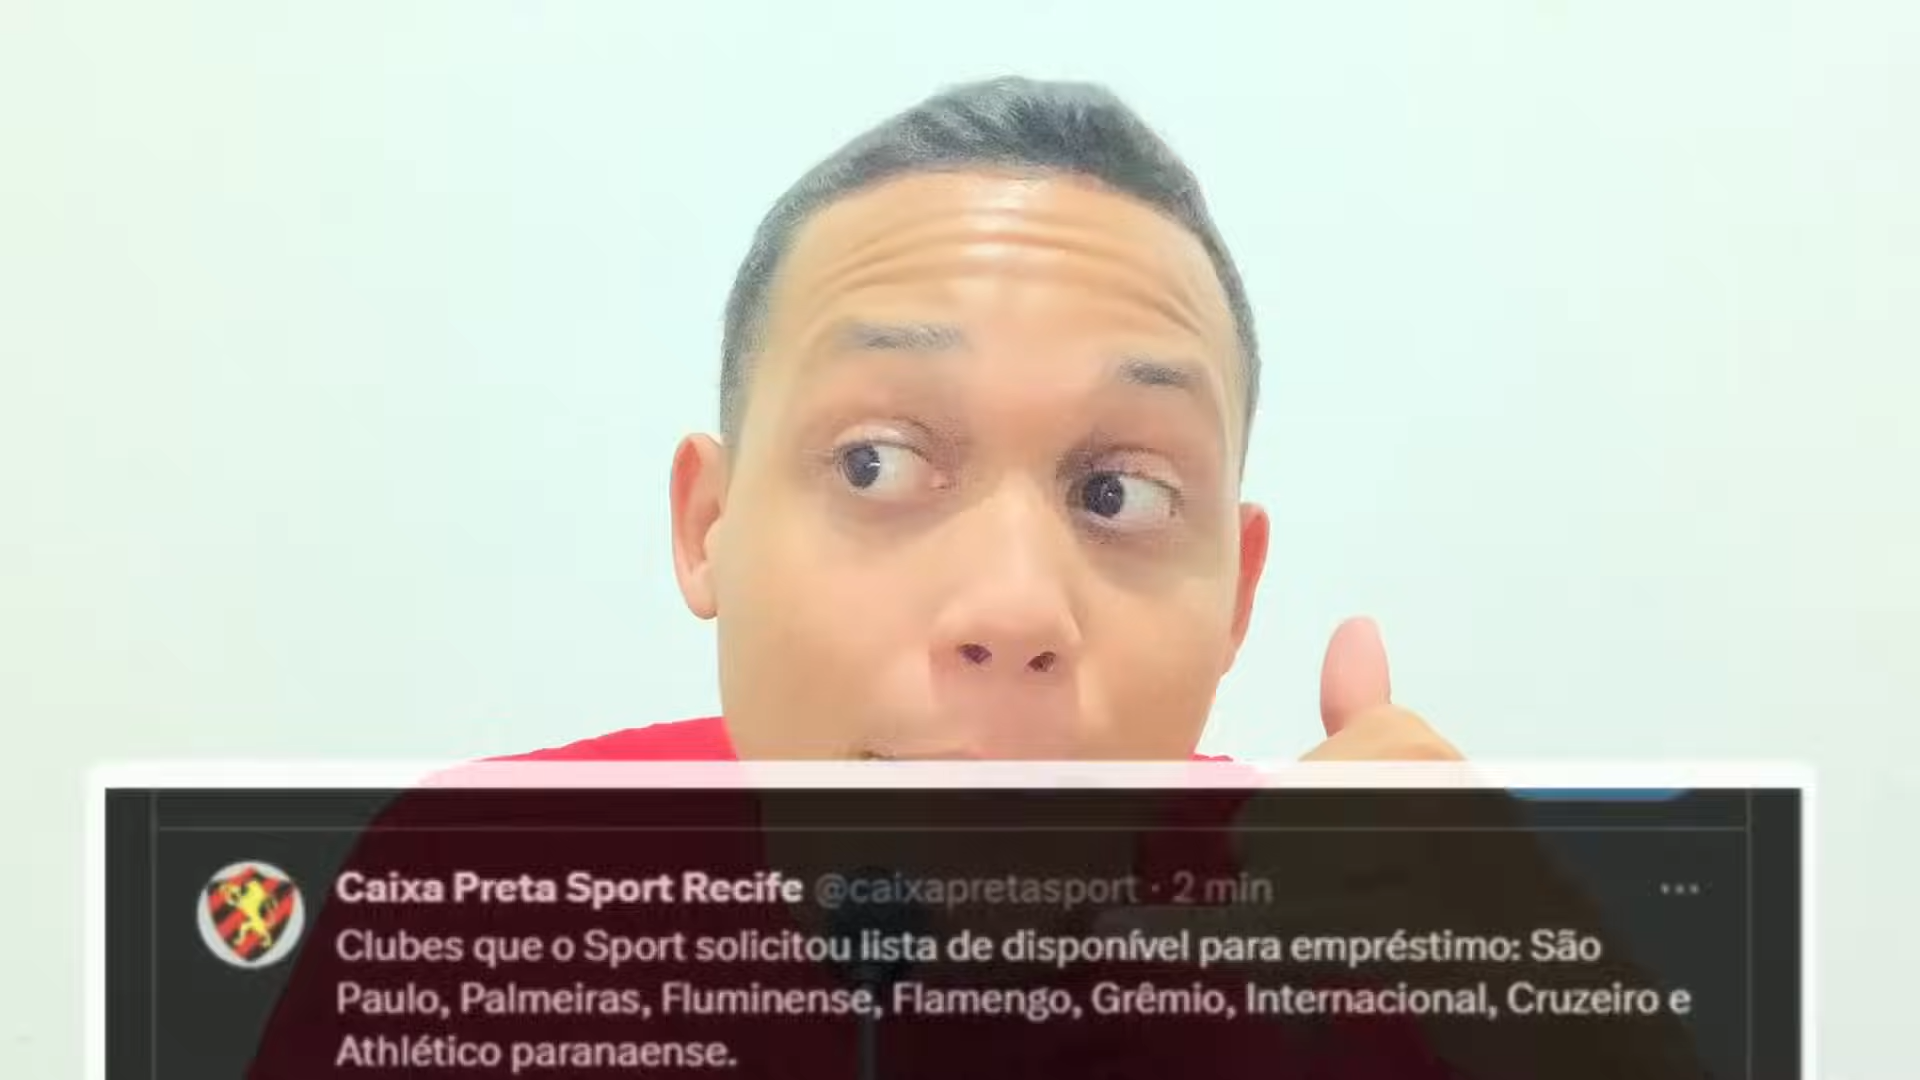 Caixa Preta Sport Recife @caixapretasport · 2 min
Clubes que o Sport solicitou lista de disponível para empréstimo: São
Paulo, Palmeiras, Fluminense, Flamengo, Grêmio, Internacional, Cruzeiro e
Athlético paranaense.